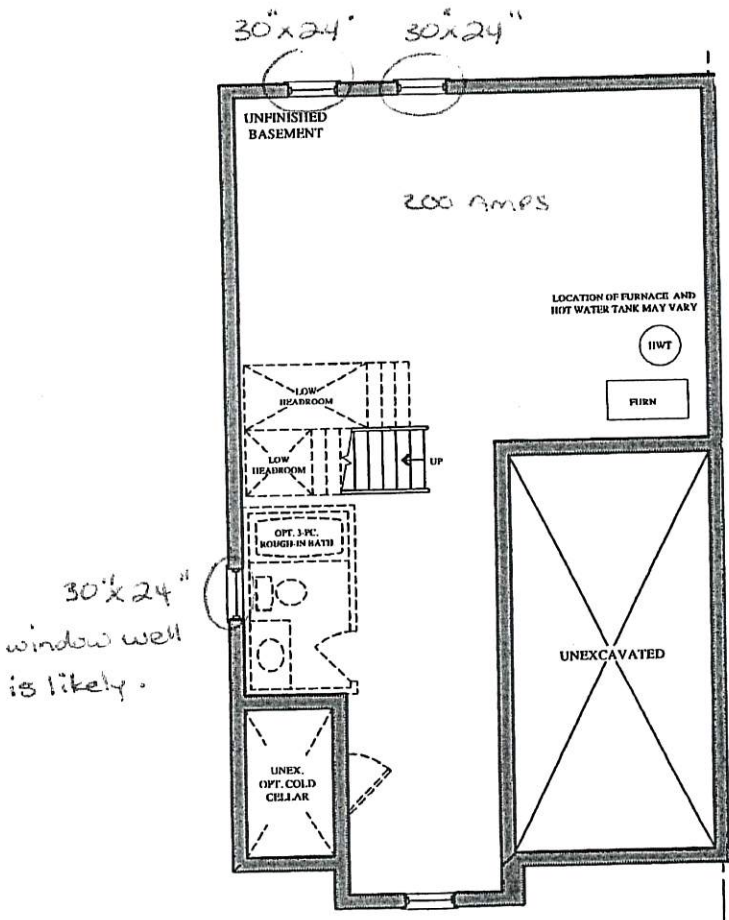 30"x24" 30"x24"
UNFINISHED
BASEMENT
200 AMPS
LOCATION OF FURNACE AND
HOT WATER TANK MAY VARY
HWT
FURN
LOW
HEADROOM
LOW
HEADROOM
UP
OPT. 3-PC.
ROUGH-IN BATH
30"x24"
window well
is likely.
UNEXCAVATED
UNEX.
OPT. COLD
CELLAR